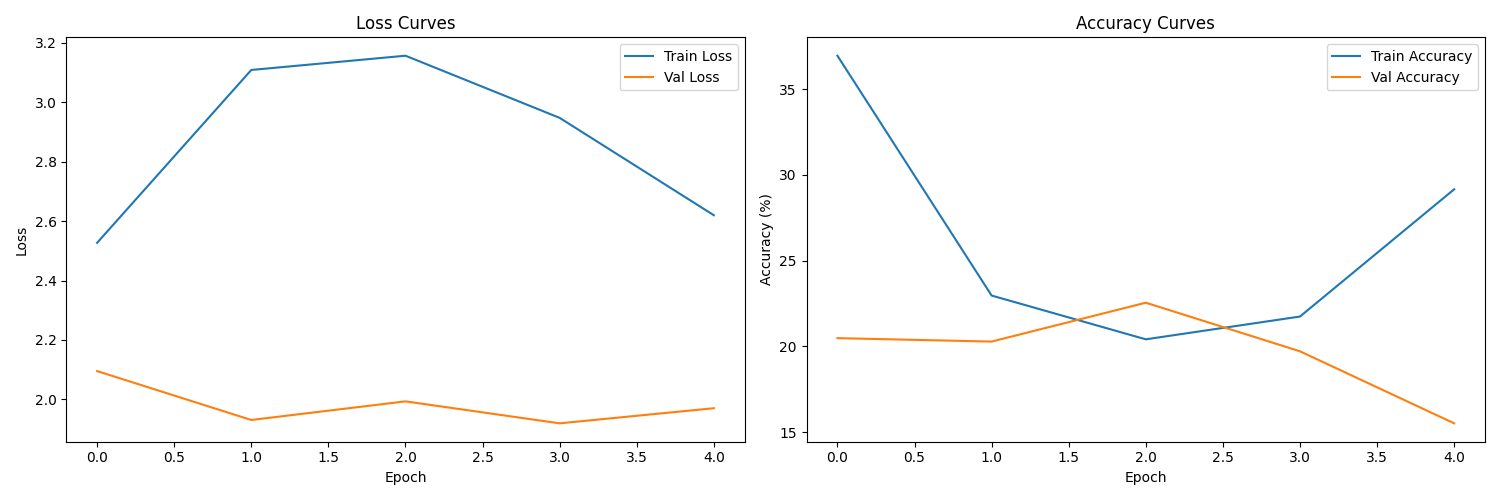 Loss Curves
3.2
3.0
2.8
2.6
2.4
2.2
2.0
Loss
0.0 0.5 1.0 1.5 2.0 2.5 3.0 3.5 4.0
Epoch
Train Loss
Val Loss
Accuracy Curves
35
30
25
20
15
Accuracy (%)
0.0 0.5 1.0 1.5 2.0 2.5 3.0 3.5 4.0
Epoch
Train Accuracy
Val Accuracy